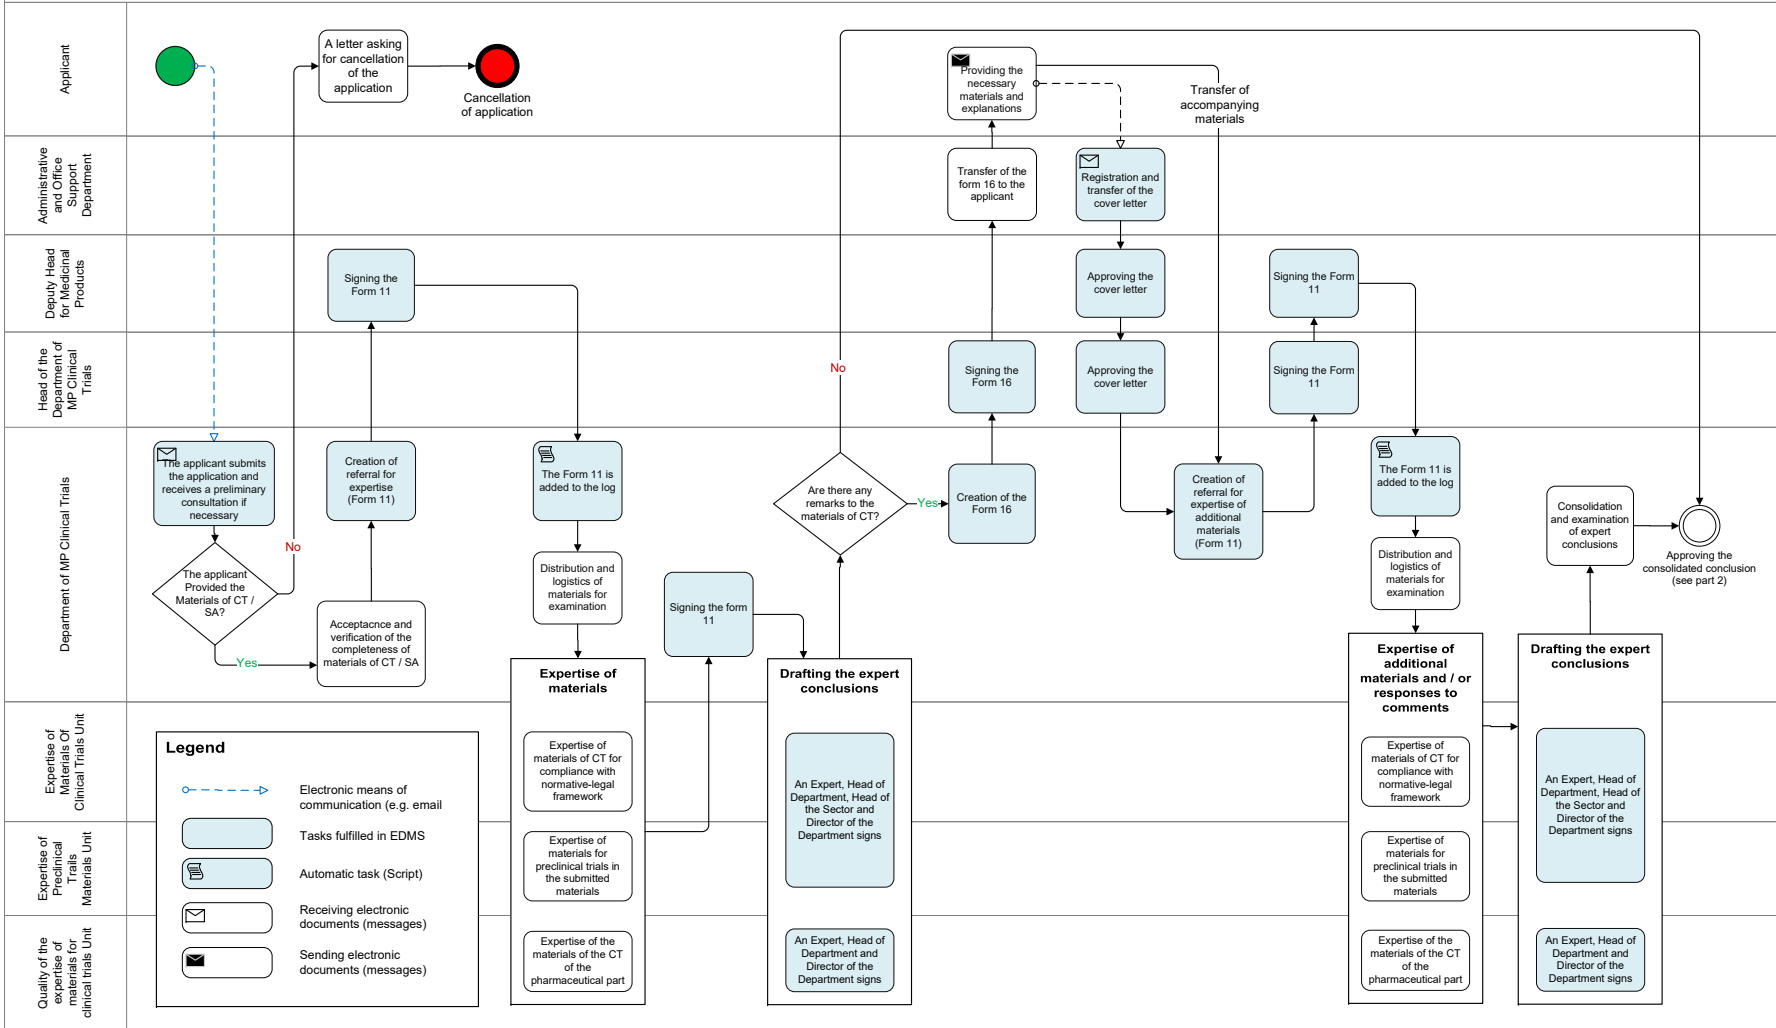 Applicant
A letter asking
for cancellation
of the
application
Cancellation
of application
Providing the
necessary
materials and
explanations
Transfer of
accompanying
materials
Administrative
and Office
Support
Department
Transfer of the
form 16 to the
applicant
Registration and
transfer of the
cover letter
Deputy Head
for Medicinal
Products
Signing the
Form 11
Approving the
cover letter
Signing the Form
11
Head of the
Department of
MP Clinical
Trials
No
Signing the
Form 16
Approving the
cover letter
Signing the Form
11
Department of MP Clinical Trials
The applicant submits
the application and
receives a preliminary
consultation if
necessary
Creation of
referral for
expertise
(Form 11)
The Form 11 is
added to the log
Are there any
remarks to the
materials of CT?
Yes
Creation of the
Form 16
Creation of
referral for
expertise of
additional
materials
(Form 11)
The Form 11 is
added to the log
Consolidation
and examination
of expert
conclusions
Approving the
consolidated conclusion
(see part 2)
No
The applicant
Provided the
Materials of CT /
SA?
Yes
Acceptacnce and
verification of the
completeness of
materials of CT / SA
Distribution and
logistics of
materials for
examination
Signing the form
11
Distribution and
logistics of
materials for
examination
Expertise of
materials
Drafting the expert
conclusions
Expertise of
additional
materials and / or
responses to
comments
Drafting the expert
conclusions
Expertise of
Materials Of
Clinical Trials Unit
Expertise of
materials of CT for
compliance with
normative-legal
framework
An Expert, Head of
Department, Head of
the Sector and
Director of the
Department signs
Expertise of
materials of CT for
compliance with
normative-legal
framework
An Expert, Head of
Department, Head of
the Sector and
Director of the
Department signs
Expertise of
Preclinical
Trails
Materials Unit
Expertise of
materials for
preclinical trials in
the submitted
materials
Expertise of
materials for
preclinical trials in
the submitted
materials
Quality of the
expertise of
materials for
clinical trials Unit
Expertise of the
materials of the CT
of the
pharmaceutical part
An Expert, Head of
Department and
Director of the
Department signs
Expertise of the
materials of the CT
of the
pharmaceutical part
An Expert, Head of
Department and
Director of the
Department signs
Legend
Electronic means of
communication (e.g. email
Tasks fulfilled in EDMS
Automatic task (Script)
Receiving electronic
documents (messages)
Sending electronic
documents (messages)